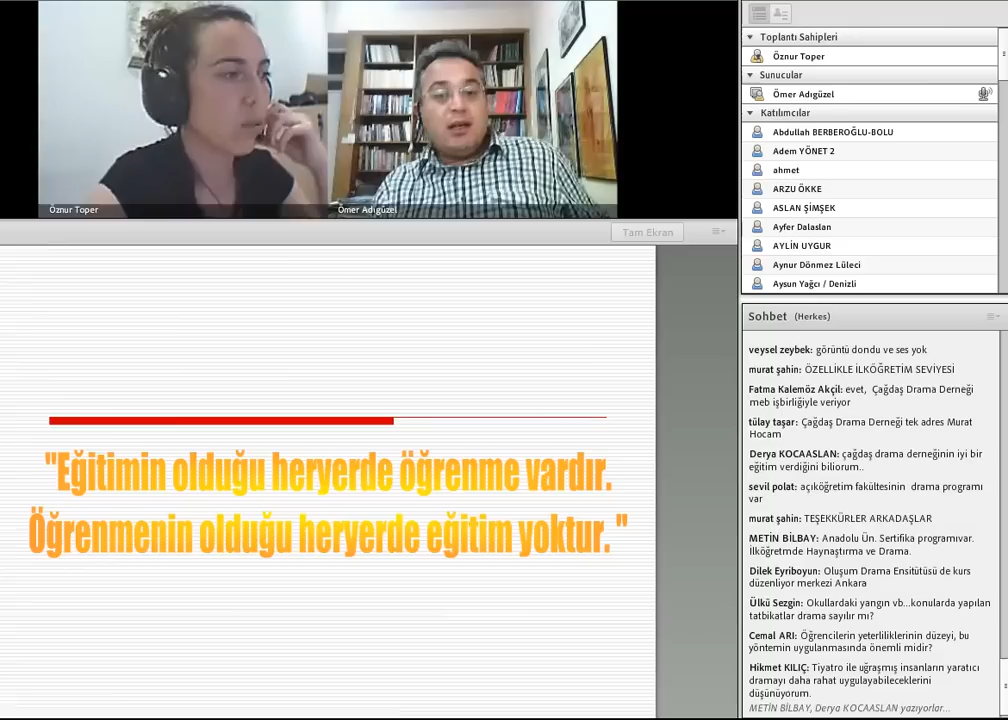 Öznur Toper
Ömer Adıgüzel
Tam Ekran
"Eğitimin olduğu heryerde öğrenme vardır.
Öğrenmenin olduğu heryerde eğitim yoktur. "
Toplantı Sahipleri
Öznur Toper
Sunucular
Ömer Adıgüzel
Katılımcılar
Abdullah BERBEROĞLU-BOLU
Adem YÖNET 2
ahmet
ARZU ÖKKE
ASLAN ŞİMŞEK
Ayfer Dalaslan
AYLİN UYGUR
Aynur Dönmez Lüleci
Aysun Yağcı / Denizli
Sohbet (Herkes)
veysel zeybek: görüntü dondu ve ses yok
murat şahin: ÖZELLİKLE İLKÖĞRETİM SEVİYESİ
Fatma Kalemöz Akçil: evet, Çağdaş Drama Derneği
meb işbirliğiyle veriyor
tülay taşar: Çağdaş Drama Derneği tek adres Murat
Hocam
Derya KOCAASLAN: çağdaş drama derneğinin iyi bir
eğitim verdiğini biliorum..
sevil polat: açıköğretim fakültesinin drama programı
var
murat şahin: TEŞEKKÜRLER ARKADAŞLAR
METİN BİLBAY: Anadolu Ün. Sertifika programıvar.
İlköğretmde Haynaştırma ve Drama.
Dilek Eyriboyun: Oluşum Drama Ensitütüsü de kurs
düzenliyor merkezi Ankara
Ülkü Sezgin: Okullardaki yangın vb...konularda yapılan
tatbikatlar drama sayılır mı?
Cemal ARI: Öğrencilerin yeterliliklerinin düzeyi, bu
yöntemin uygulanmasında önemli midir?
Hikmet KILIÇ: Tiyatro ile uğraşmış insanların yaratıcı
dramayı daha rahat uygulayabileceklerini
düşünüyorum.
METİN BİLBAY, Derya KOCAASLAN yazıyorlar...